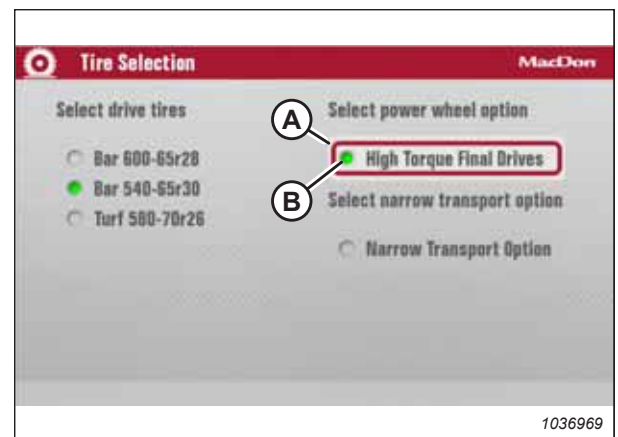 Tire Selection
MacDon
Select drive tires
Bar 600-65r28
Bar 540-65r30
Turf 580-70r26
Select power wheel option
High Torque Final Drives
Select narrow transport option
Narrow Transport Option
A
B
1036969